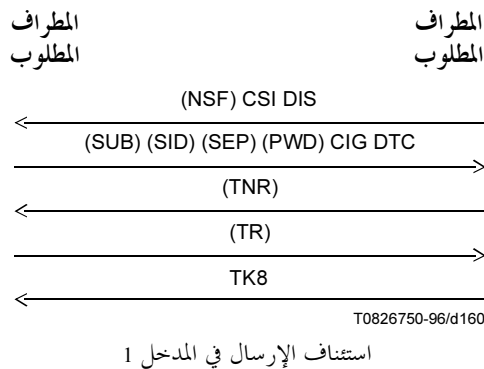 المطراف المطراف
المطلوب المطلوب
(NSF) CSI DIS
(SUB) (SID) (SEP) (PWD) CIG DTC
(TNR)
(TR)
TK8
T0826750-96/d160
استئناف الإرسال في المدخل 1